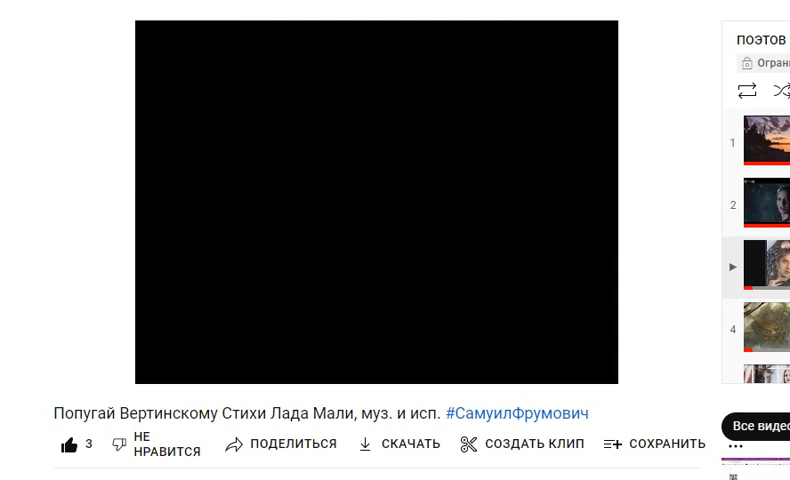 ПОЭТОВ
1
2
4
Попугай Вертинскому Стихи Лада Мали, муз. и исп. #СамуилФрумович
3
НЕ
НРАВИТСЯ
ПОДЕЛИТЬСЯ
СКАЧАТЬ
СОЗДАТЬ КЛИП
СОХРАНИТЬ
Все